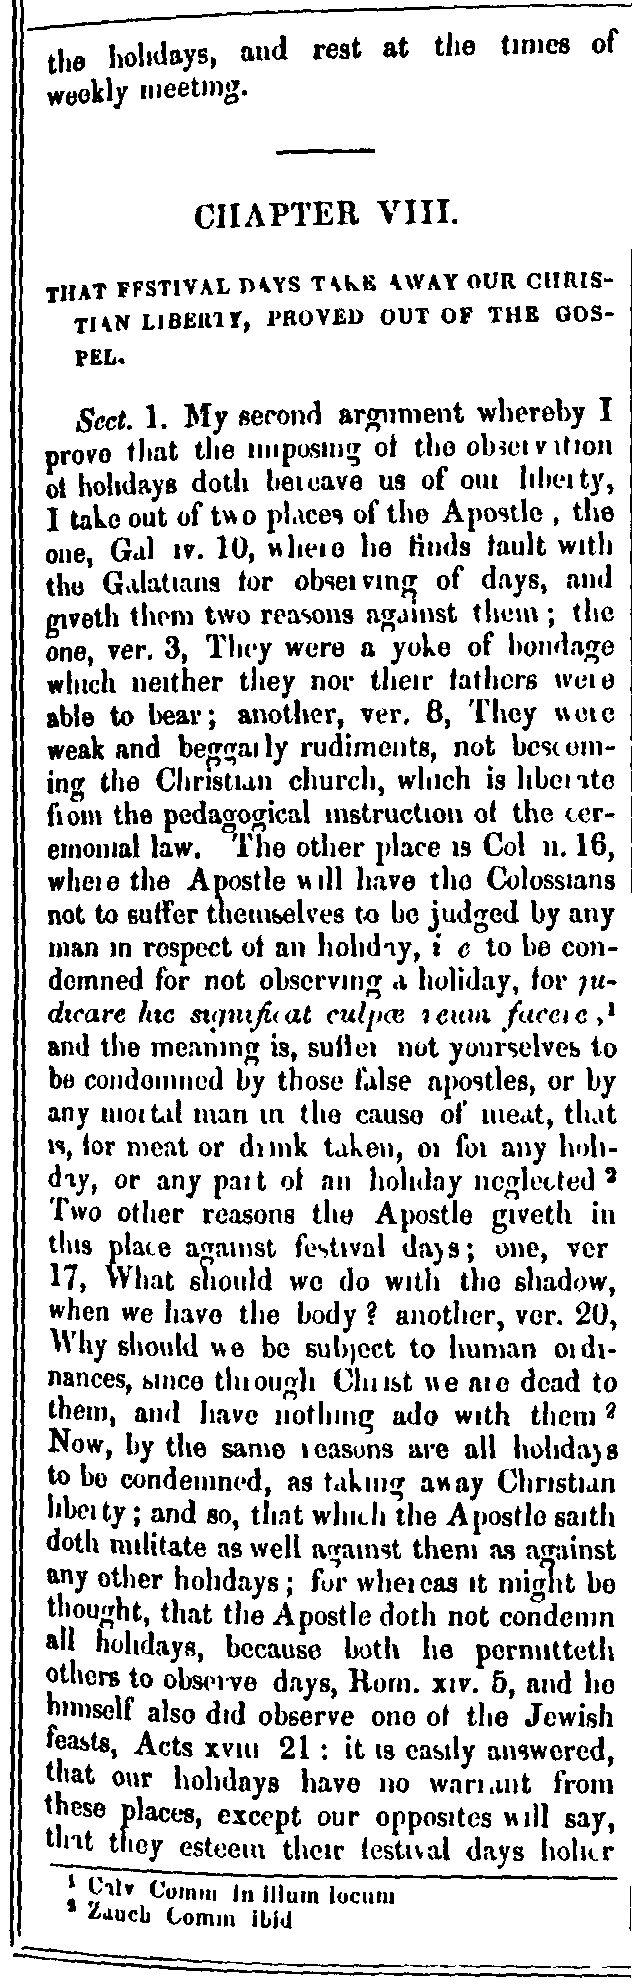 the holidays, and rest at the times of
weekly meeting.
CHAPTER VIII.
THAT FESTIVAL DAYS TAKE AWAY OUR CHRIS-
TIAN LIBERTY, PROVED OUT OF THE GOS-
PEL.
Sect. 1. My second argument whereby I
prove that the imposing of the observation
of holidays doth bereave us of our liberty,
I take out of two places of the Apostle, the
one, Gal iv. 10, where he finds fault with
the Galatians for observing of days, and
giveth them two reasons against them; the
one, ver. 3, They were a yoke of bondage
which neither they nor their fathers were
able to bear; another, ver. 8, They were
weak and beggarly rudiments, not becom-
ing the Christian church, which is liberate
from the pedagogical instruction of the cer-
emonial law. The other place is Col ii. 16,
where the Apostle will have the Colossians
not to suffer themselves to be judged by any
man in respect of an holiday, i e to be con-
demned for not observing a holiday, for ju-
dicare hic significat culpæ reum facere,¹
and the meaning is, suffer not yourselves to
be condemned by those false apostles, or by
any mortal man in the cause of meat, that
is, for meat or drink taken, or for any holi-
day, or any part of an holiday neglected ²
Two other reasons the Apostle giveth in
this place against festival days; one, ver
17, What should we do with the shadow,
when we have the body? another, ver. 20,
Why should we be subject to human ordi-
nances, since through Christ we are dead to
them, and have nothing ado with them?
Now, by the same reasons are all holidays
to be condemned, as taking away Christian
liberty; and so, that which the Apostle saith
doth militate as well against them as against
any other holidays; for whereas it might be
thought, that the Apostle doth not condemn
all holidays, because both he permitteth
others to observe days, Rom. xiv. 5, and he
himself also did observe one of the Jewish
feasts, Acts xviii 21: it is easily answered,
that our holidays have no warrant from
these places, except our opposites will say,
that they esteem their festival days holier
¹ Calv Comm in illum locum
² Zanch Comm ibid